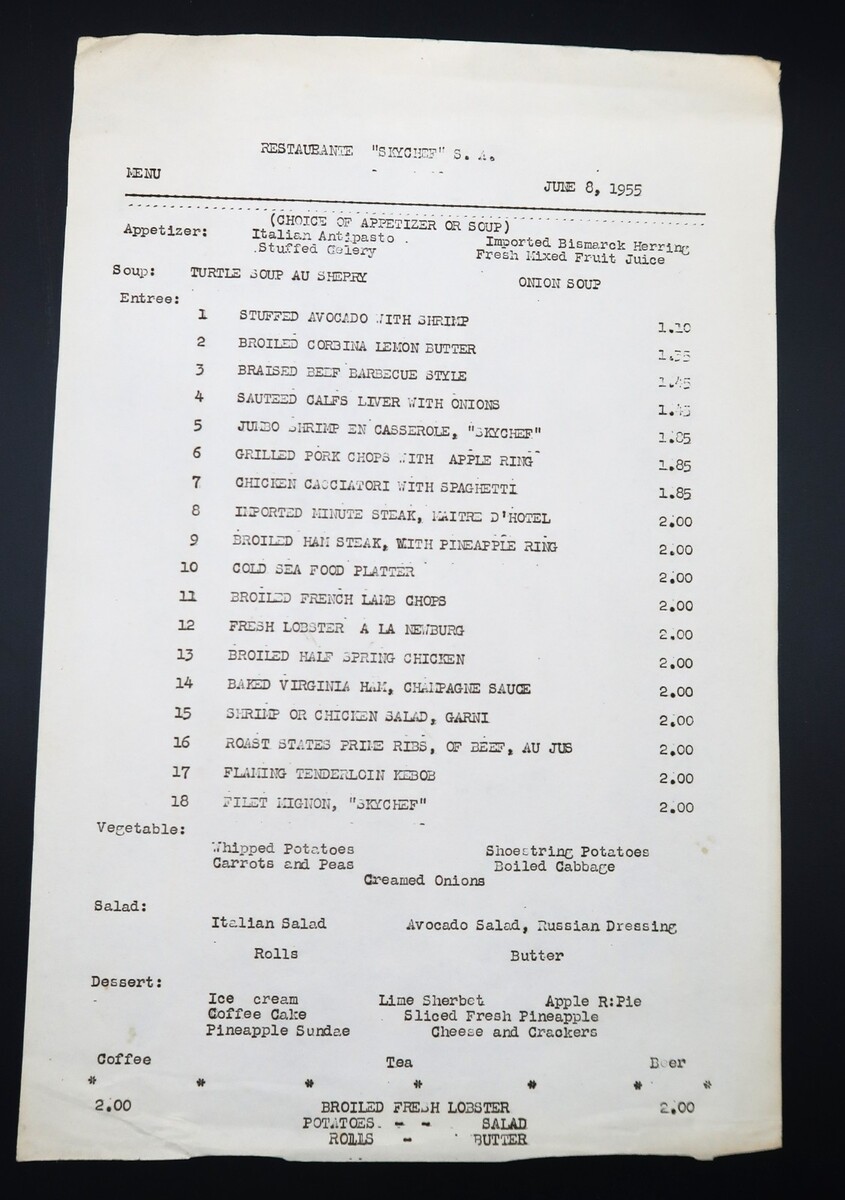 RESTAURANTE "SKYCHEF" S. A.
MENU
JUNE 8, 1955
(CHOICE OF APPETIZER OR SOUP)
Appetizer: Italian Antipasto . Imported Bismarck Herring
.Stuffed Celery Fresh Mixed Fruit Juice
Soup: TURTLE SOUP AU SHERRY ONION SOUP
Entree:
1 STUFFED AVOCADO WITH SHRIMP 1.10
2 BROILED CORBINA LEMON BUTTER
3 BRAISED BEEF BARBECUE STYLE 1.45
4 SAUTEED CALFS LIVER WITH ONIONS
5 JUMBO SHRIMP EN CASSEROLE, "SKYCHEF"
6 GRILLED PORK CHOPS WITH APPLE RING 1.85
7 CHICKEN CACCIATORI WITH SPAGHETTI 1.85
8 IMPORTED MINUTE STEAK, MAITRE D'HOTEL 2.00
9 BROILED HAM STEAK, WITH PINEAPPLE RING 2.00
10 COLD SEA FOOD PLATTER 2.00
11 BROILED FRENCH LAMB CHOPS 2.00
12 FRESH LOBSTER A LA NEWBURG 2.00
13 BROILED HALF SPRING CHICKEN 2.00
14 BAKED VIRGINIA HAM, CHAMPAGNE SAUCE 2.00
15 SHRIMP OR CHICKEN SALAD, GARNI 2.00
16 ROAST STATES PRIME RIBS, OF BEEF, AU JUS 2.00
17 FLAMING TENDERLOIN KEBOB 2.00
18 FILET MIGNON, "SKYCHEF" 2.00
Vegetable:
Whipped Potatoes Shoestring Potatoes
Carrots and Peas Boiled Cabbage
Creamed Onions
Salad:
Italian Salad Avocado Salad, Russian Dressing
Rolls Butter
Dessert:
Ice cream Lime Sherbet Apple R:Pie
Coffee Cake Sliced Fresh Pineapple
Pineapple Sundae Cheese and Crackers
Coffee Tea Beer
* * * * * * *
2.00 BROILED FRESH LOBSTER 2.00
POTATOES. - - SALAD
ROLLS - BUTTER